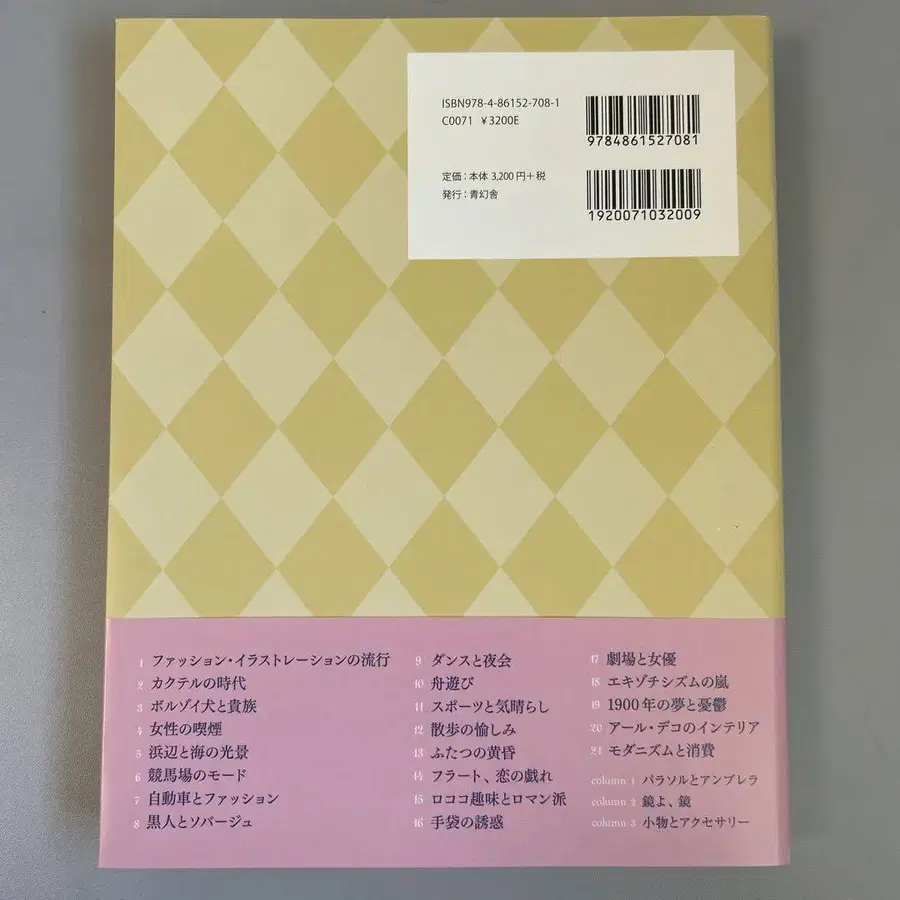 ISBN978-4-86152-708-1
C0071 ¥3200E
9784861527081
定価:本体 3,200円+税
発行:青幻舎
1920071032009
1 ファッション・イラストレーションの流行
2 カクテルの時代
3 ボルゾイ犬と貴族
4 女性の喫煙
5 浜辺と海の光景
6 競馬場のモード
7 自動車とファッション
8 黒人とソバージュ
9 ダンスと夜会
10 舟遊び
11 スポーツと気晴らし
12 散歩の愉しみ
13 ふたつの黄昏
14 フラート、恋の戯れ
15 ロココ趣味とロマン派
16 手袋の誘惑
17 劇場と女優
18 エキゾチシズムの嵐
19 1900年の夢と憂鬱
20 アール・デコのインテリア
21 モダニズムと消費
column 1 パラソルとアンブレラ
column 2 鏡よ、鏡
column 3 小物とアクセサリー